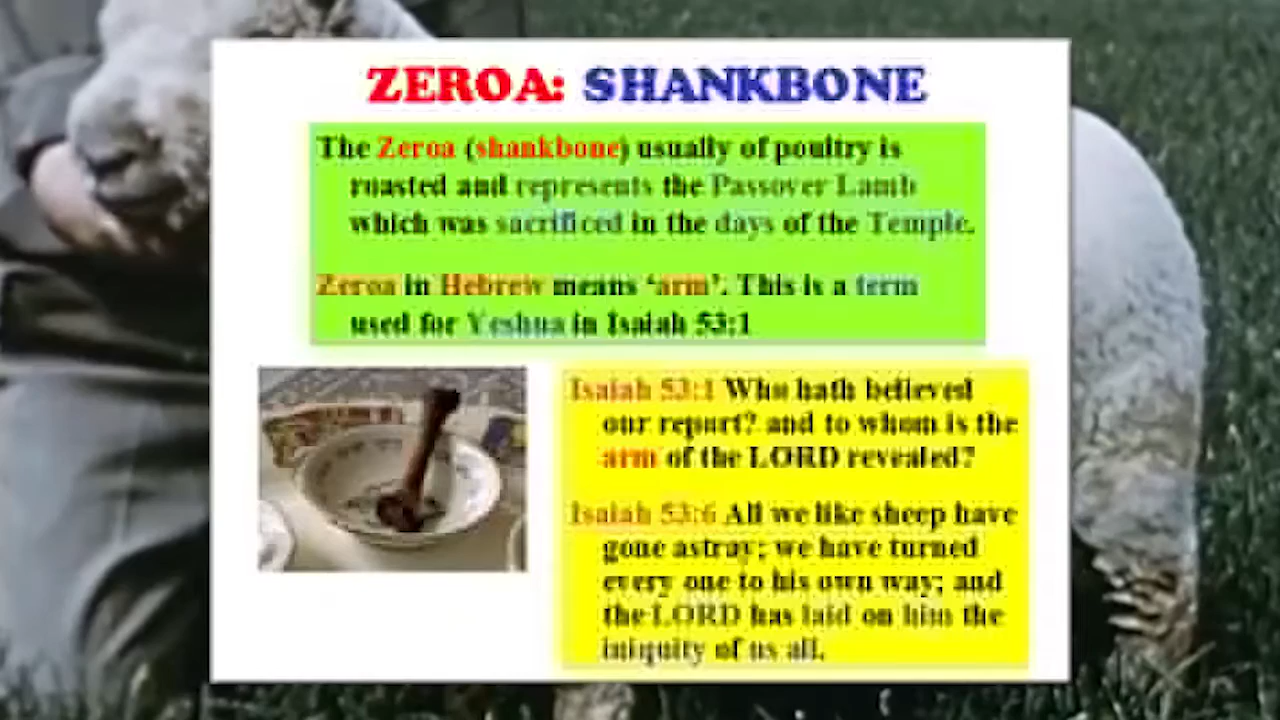 ZEROA: SHANKBONE
The Zeroa (shankbone) usually of poultry is
roasted and represents the Passover Lamb
which was sacrificed in the days of the Temple.
Zeroa in Hebrew means ‘arm’. This is a term
used for Yeshua in Isaiah 53:1
Isaiah 53:1 Who hath believed
our report? and to whom is the
arm of the LORD revealed?
Isaiah 53:6 All we like sheep have
gone astray; we have turned
every one to his own way; and
the LORD has laid on him the
iniquity of us all.